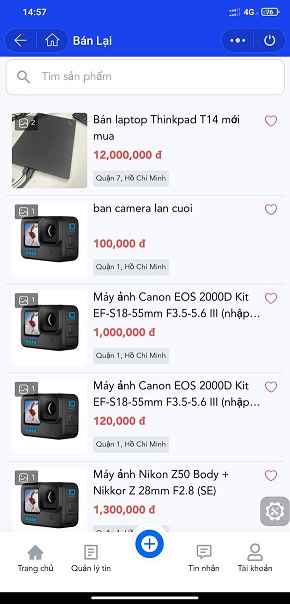 14:57
4G
76
Bán Lại
Tìm sản phẩm
2
Bán laptop Thinkpad T14 mới
mua
12,000,000 đ
Quận 7, Hồ Chí Minh
1
ban camera lan cuoi
100,000 đ
Quận 1, Hồ Chí Minh
1
Máy ảnh Canon EOS 2000D Kit
EF-S18-55mm F3.5-5.6 III (nhập...
1,000,000 đ
Quận 1, Hồ Chí Minh
1
Máy ảnh Canon EOS 2000D Kit
EF-S18-55mm F3.5-5.6 III (nhập...
120,000 đ
Quận 1, Hồ Chí Minh
1
Máy ảnh Nikon Z50 Body +
Nikkor Z 28mm F2.8 (SE)
1,300,000 đ
Trang chủ
Quản lý tin
Tin nhắn
Tài khoản